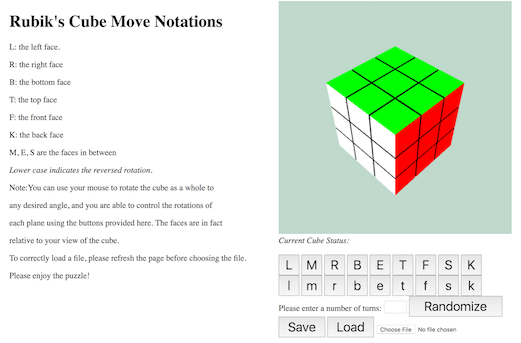 Rubik's Cube Move Notations
L: the left face.
R: the right face
B: the bottom face
T: the top face
F: the front face
K: the back face
M, E, S are the faces in between
Lower case indicates the reversed rotation.
Note:You can use your mouse to rotate the cube as a whole to
any desired angle, and you are able to control the rotations of
each plane using the buttons provided here. The faces are in fact
relative to your view of the cube.
To correctly load a file, please refresh the page before choosing the file.
Please enjoy the puzzle!
Current Cube Status:
L M R B E T F S K
l m r b e t f s k
Please enter a number of turns: Randomize
Save Load Choose File No file chosen